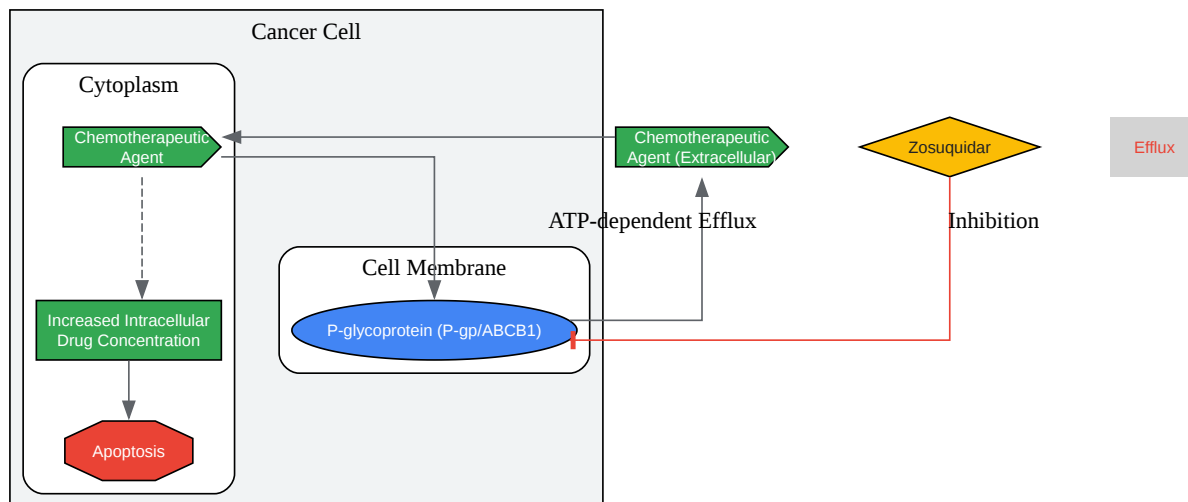 Cancer Cell
Cytoplasm
Chemotherapeutic
Agent
Chemotherapeutic
Agent (Extracellular)
Zosuquidar
Efflux
ATP-dependent Efflux
Inhibition
Cell Membrane
P-glycoprotein (P-gp/ABCB1)
Increased Intracellular
Drug Concentration
Apoptosis